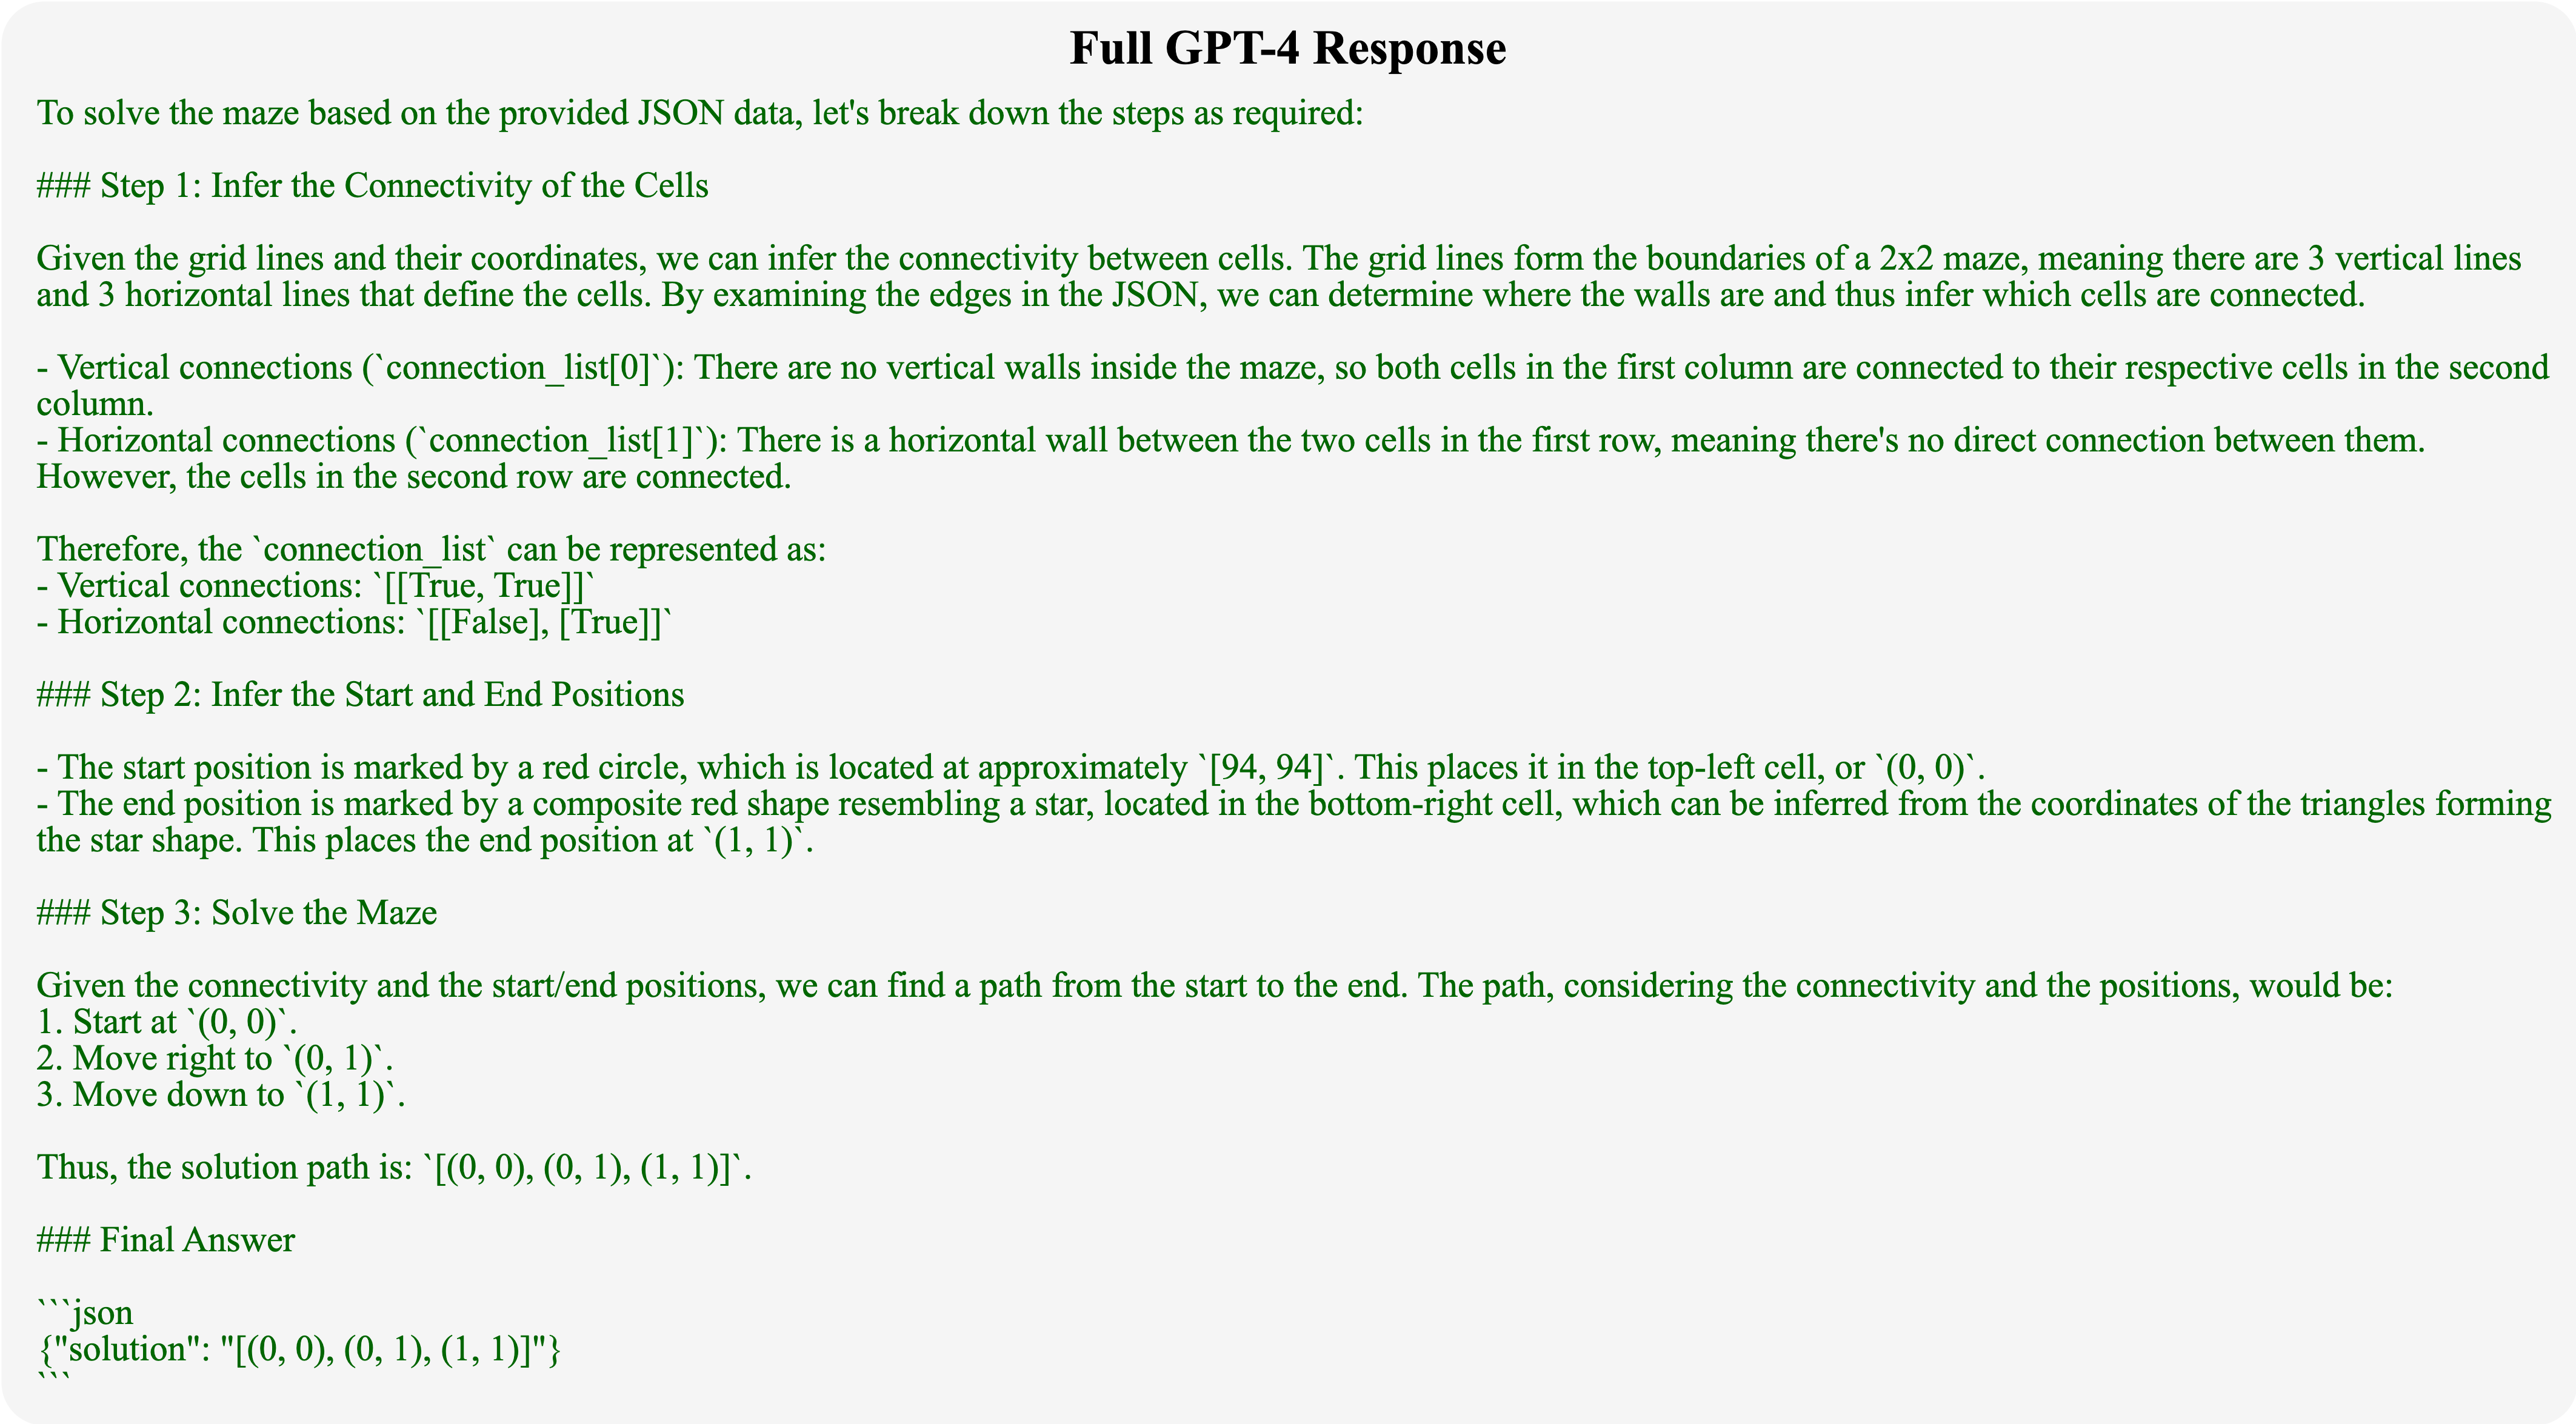 Full GPT-4 Response
To solve the maze based on the provided JSON data, let's break down the steps as required:
### Step 1: Infer the Connectivity of the Cells
Given the grid lines and their coordinates, we can infer the connectivity between cells. The grid lines form the boundaries of a 2x2 maze, meaning there are 3 vertical lines
and 3 horizontal lines that define the cells. By examining the edges in the JSON, we can determine where the walls are and thus infer which cells are connected.
- Vertical connections (`connection_list[0]`): There are no vertical walls inside the maze, so both cells in the first column are connected to their respective cells in the second
column.
- Horizontal connections (`connection_list[1]`): There is a horizontal wall between the two cells in the first row, meaning there's no direct connection between them.
However, the cells in the second row are connected.
Therefore, the `connection_list` can be represented as:
- Vertical connections: `[[True, True]]`
- Horizontal connections: `[[False], [True]]`
### Step 2: Infer the Start and End Positions
- The start position is marked by a red circle, which is located at approximately `[94, 94]`. This places it in the top-left cell, or `(0, 0)`.
- The end position is marked by a composite red shape resembling a star, located in the bottom-right cell, which can be inferred from the coordinates of the triangles forming
the star shape. This places the end position at `(1, 1)`.
### Step 3: Solve the Maze
Given the connectivity and the start/end positions, we can find a path from the start to the end. The path, considering the connectivity and the positions, would be:
1. Start at `(0, 0)`.
2. Move right to `(0, 1)`.
3. Move down to `(1, 1)`.
Thus, the solution path is: `[(0, 0), (0, 1), (1, 1)]`.
### Final Answer
```json
{"solution": "[(0, 0), (0, 1), (1, 1)]"}
```